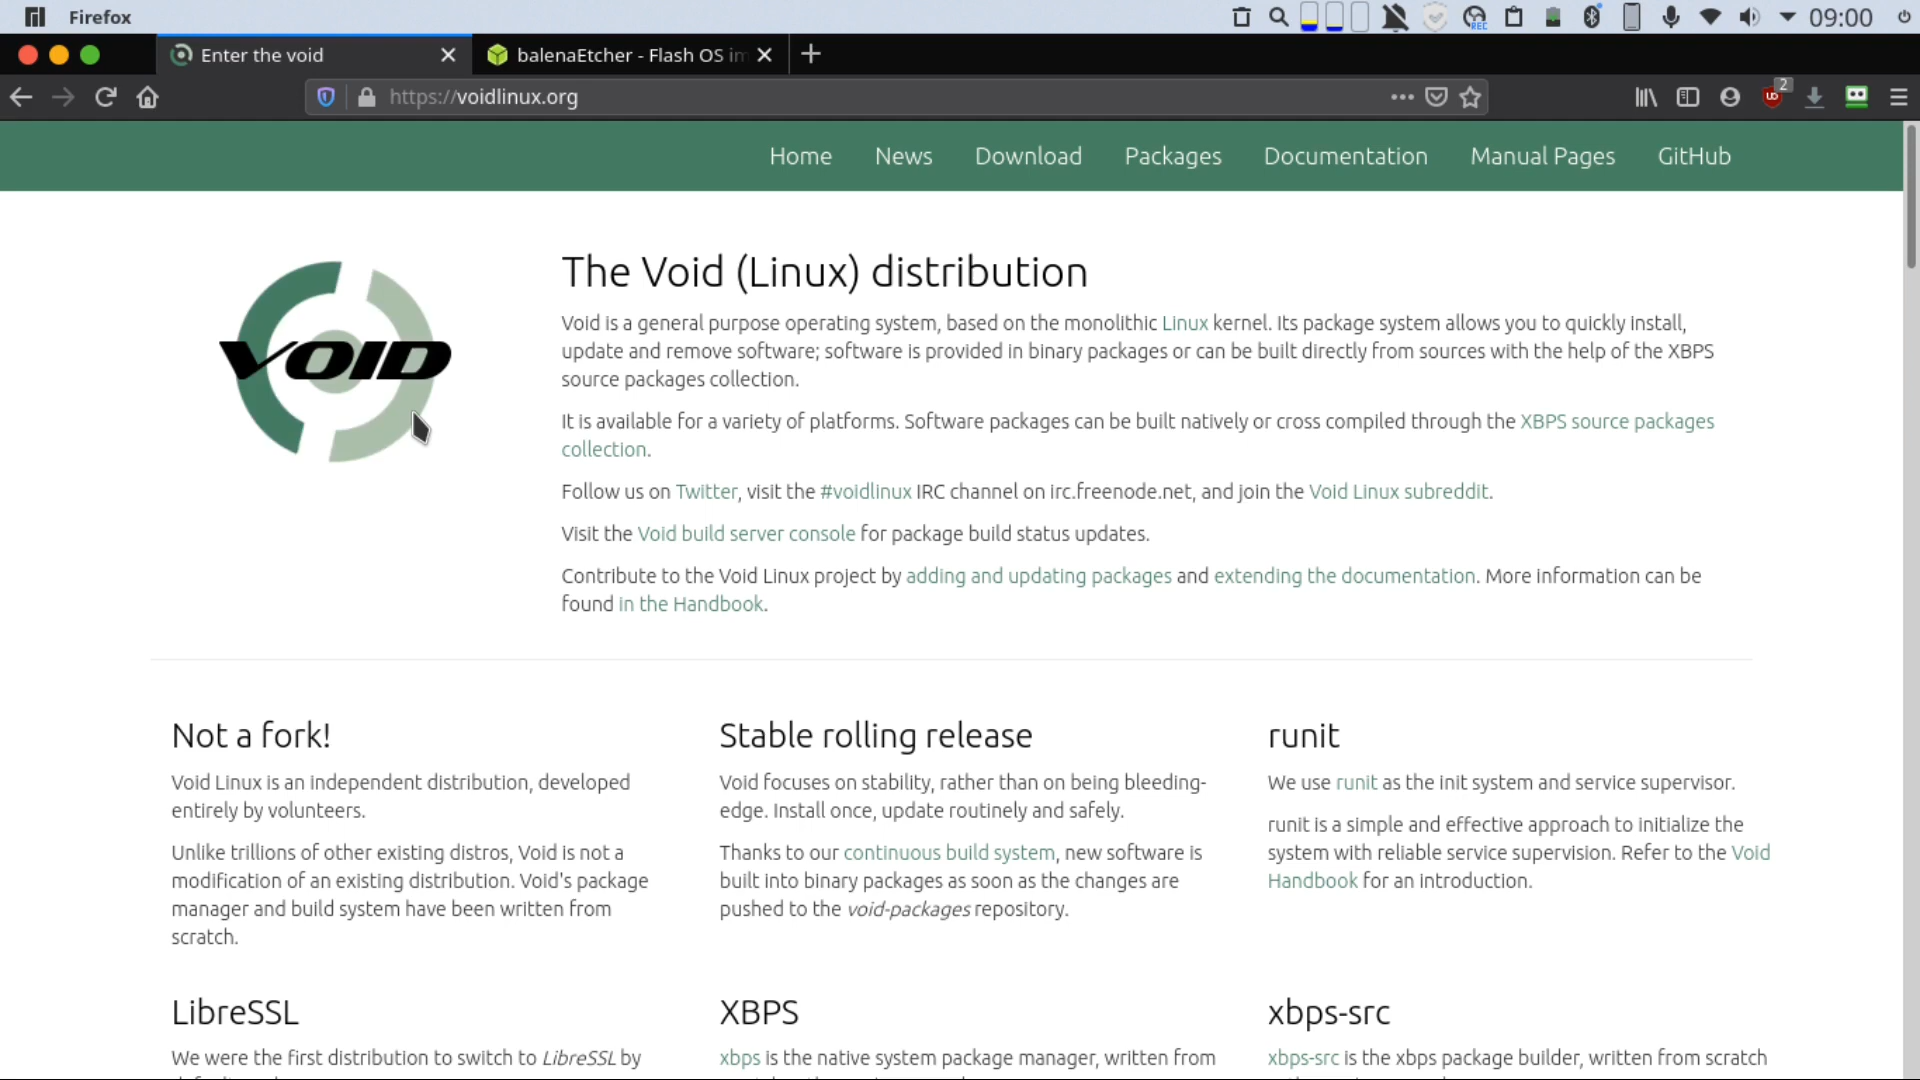 Firefox
REC
09:00
Enter the void
balenaEtcher - Flash OS im
https://voidlinux.org
2
Home News Download Packages Documentation Manual Pages GitHub
VOID
The Void (Linux) distribution
Void is a general purpose operating system, based on the monolithic Linux kernel. Its package system allows you to quickly install,
update and remove software; software is provided in binary packages or can be built directly from sources with the help of the XBPS
source packages collection.
It is available for a variety of platforms. Software packages can be built natively or cross compiled through the XBPS source packages
collection.
Follow us on Twitter, visit the #voidlinux IRC channel on irc.freenode.net, and join the Void Linux subreddit.
Visit the Void build server console for package build status updates.
Contribute to the Void Linux project by adding and updating packages and extending the documentation. More information can be
found in the Handbook.
Not a fork!
Void Linux is an independent distribution, developed
entirely by volunteers.
Unlike trillions of other existing distros, Void is not a
modification of an existing distribution. Void's package
manager and build system have been written from
scratch.
Stable rolling release
Void focuses on stability, rather than on being bleeding-
edge. Install once, update routinely and safely.
Thanks to our continuous build system, new software is
built into binary packages as soon as the changes are
pushed to the void-packages repository.
runit
We use runit as the init system and service supervisor.
runit is a simple and effective approach to initialize the
system with reliable service supervision. Refer to the Void
Handbook for an introduction.
LibreSSL
We were the first distribution to switch to LibreSSL by
XBPS
xbps is the native system package manager, written from
xbps-src
xbps-src is the xbps package builder, written from scratch